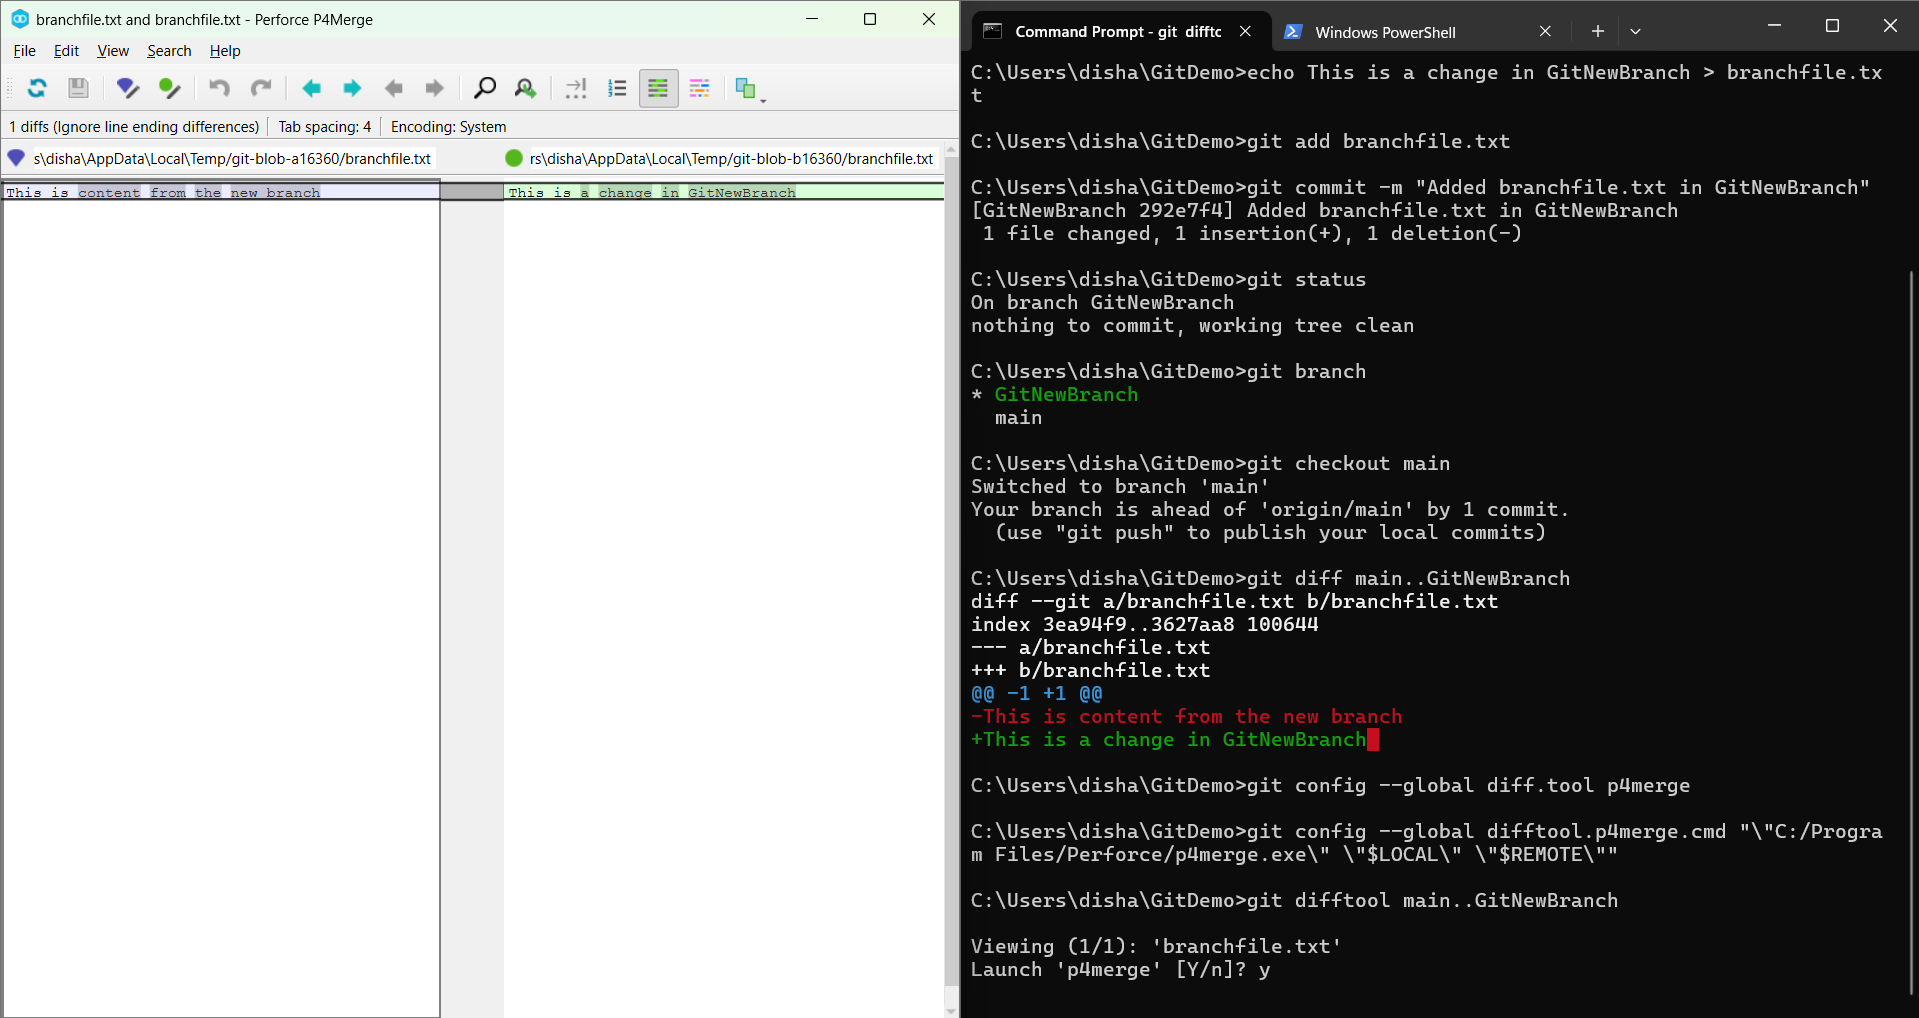 branchfile.txt and branchfile.txt - Perforce P4Merge
File Edit View Search Help
1 diffs (Ignore line ending differences) Tab spacing: 4 Encoding: System
s\disha\AppData\Local\Temp/git-blob-a16360/branchfile.txt
rs\disha\AppData\Local\Temp/git-blob-b16360/branchfile.txt
This is content from the new branch
This is a change in GitNewBranch
Command Prompt - git difftc
Windows PowerShell
C:\Users\disha\GitDemo>echo This is a change in GitNewBranch > branchfile.tx
t
C:\Users\disha\GitDemo>git add branchfile.txt
C:\Users\disha\GitDemo>git commit -m "Added branchfile.txt in GitNewBranch"
[GitNewBranch 292e7f4] Added branchfile.txt in GitNewBranch
 1 file changed, 1 insertion(+), 1 deletion(-)
C:\Users\disha\GitDemo>git status
On branch GitNewBranch
nothing to commit, working tree clean
C:\Users\disha\GitDemo>git branch
* GitNewBranch
  main
C:\Users\disha\GitDemo>git checkout main
Switched to branch 'main'
Your branch is ahead of 'origin/main' by 1 commit.
  (use "git push" to publish your local commits)
C:\Users\disha\GitDemo>git diff main..GitNewBranch
diff --git a/branchfile.txt b/branchfile.txt
index 3ea94f9..3627aa8 100644
--- a/branchfile.txt
+++ b/branchfile.txt
@@ -1 +1 @@
-This is content from the new branch
+This is a change in GitNewBranch
C:\Users\disha\GitDemo>git config --global diff.tool p4merge
C:\Users\disha\GitDemo>git config --global difftool.p4merge.cmd "\"C:/Progra
m Files/Perforce/p4merge.exe\" \"$LOCAL\" \"$REMOTE\""
C:\Users\disha\GitDemo>git difftool main..GitNewBranch
Viewing (1/1): 'branchfile.txt'
Launch 'p4merge' [Y/n]? y